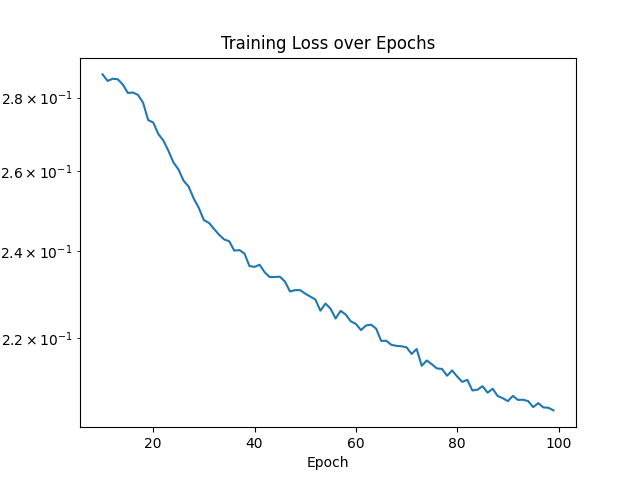 Training Loss over Epochs
2.8 × 10⁻¹
2.6 × 10⁻¹
2.4 × 10⁻¹
2.2 × 10⁻¹
20 40 60 80 100
Epoch